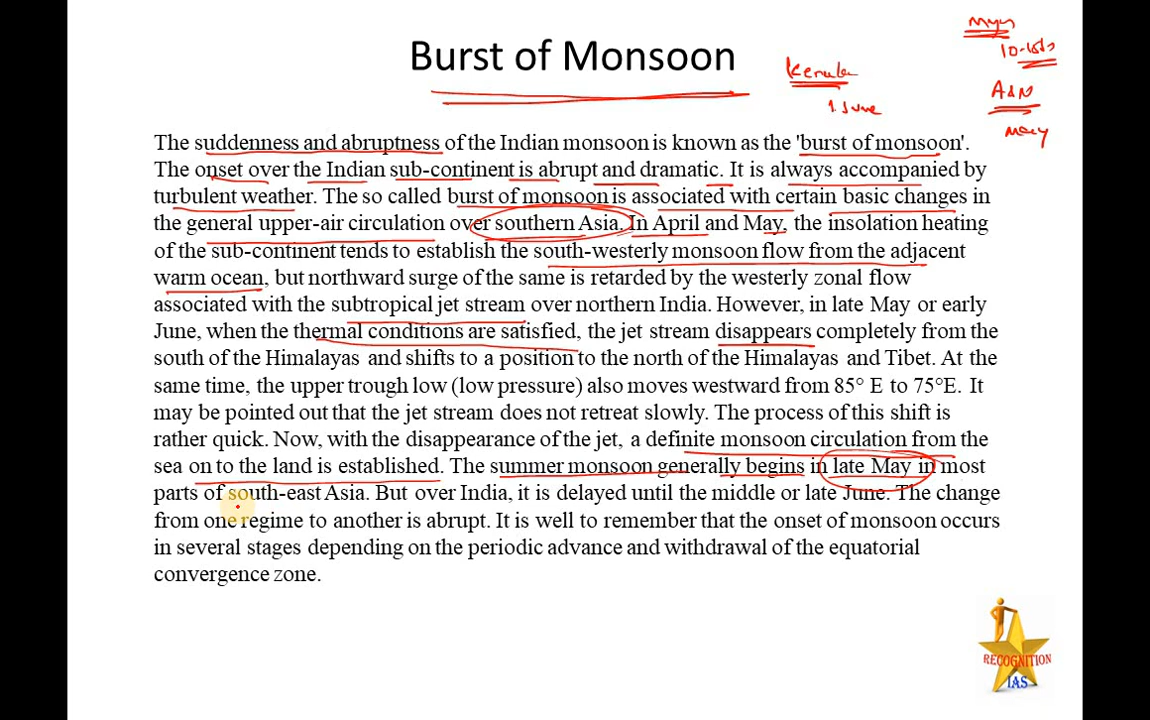 Burst of Monsoon
Kerala
1 June
10-15th
A&N
May
The suddenness and abruptness of the Indian monsoon is known as the 'burst of monsoon'.
The onset over the Indian sub-continent is abrupt and dramatic. It is always accompanied by
turbulent weather. The so called burst of monsoon is associated with certain basic changes in
the general upper-air circulation over southern Asia. In April and May, the insolation heating
of the sub-continent tends to establish the south-westerly monsoon flow from the adjacent
warm ocean, but northward surge of the same is retarded by the westerly zonal flow
associated with the subtropical jet stream over northern India. However, in late May or early
June, when the thermal conditions are satisfied, the jet stream disappears completely from the
south of the Himalayas and shifts to a position to the north of the Himalayas and Tibet. At the
same time, the upper trough low (low pressure) also moves westward from 85° E to 75°E. It
may be pointed out that the jet stream does not retreat slowly. The process of this shift is
rather quick. Now, with the disappearance of the jet, a definite monsoon circulation from the
sea on to the land is established. The summer monsoon generally begins in late May in most
parts of south-east Asia. But over India, it is delayed until the middle or late June. The change
from one regime to another is abrupt. It is well to remember that the onset of monsoon occurs
in several stages depending on the periodic advance and withdrawal of the equatorial
convergence zone.
RECOGNITION
IAS